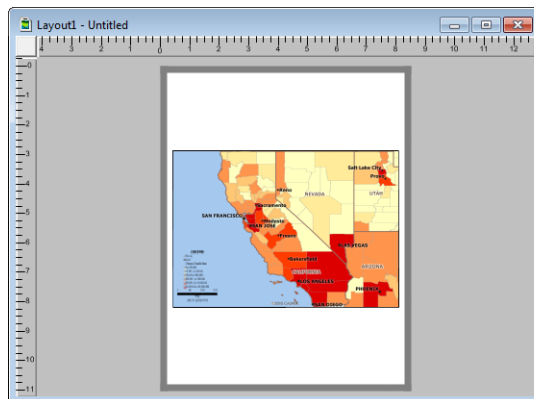 Layout1 - Untitled
4 3 2 1 0 1 2 3 4 5 6 7 8 9 10 11 12
0
1
2
3
4
5
6
7
8
9
10
11
Salt Lake City
Provo
Reno
NEVADA
UTAH
Sacramento
SAN FRANCISCO
Modesto
SAN JOSE
Fresno
LAS VEGAS
Bakersfield
CALIFORNIA
ARIZONA
LOS ANGELES
PHOENIX
SAN DIEGO